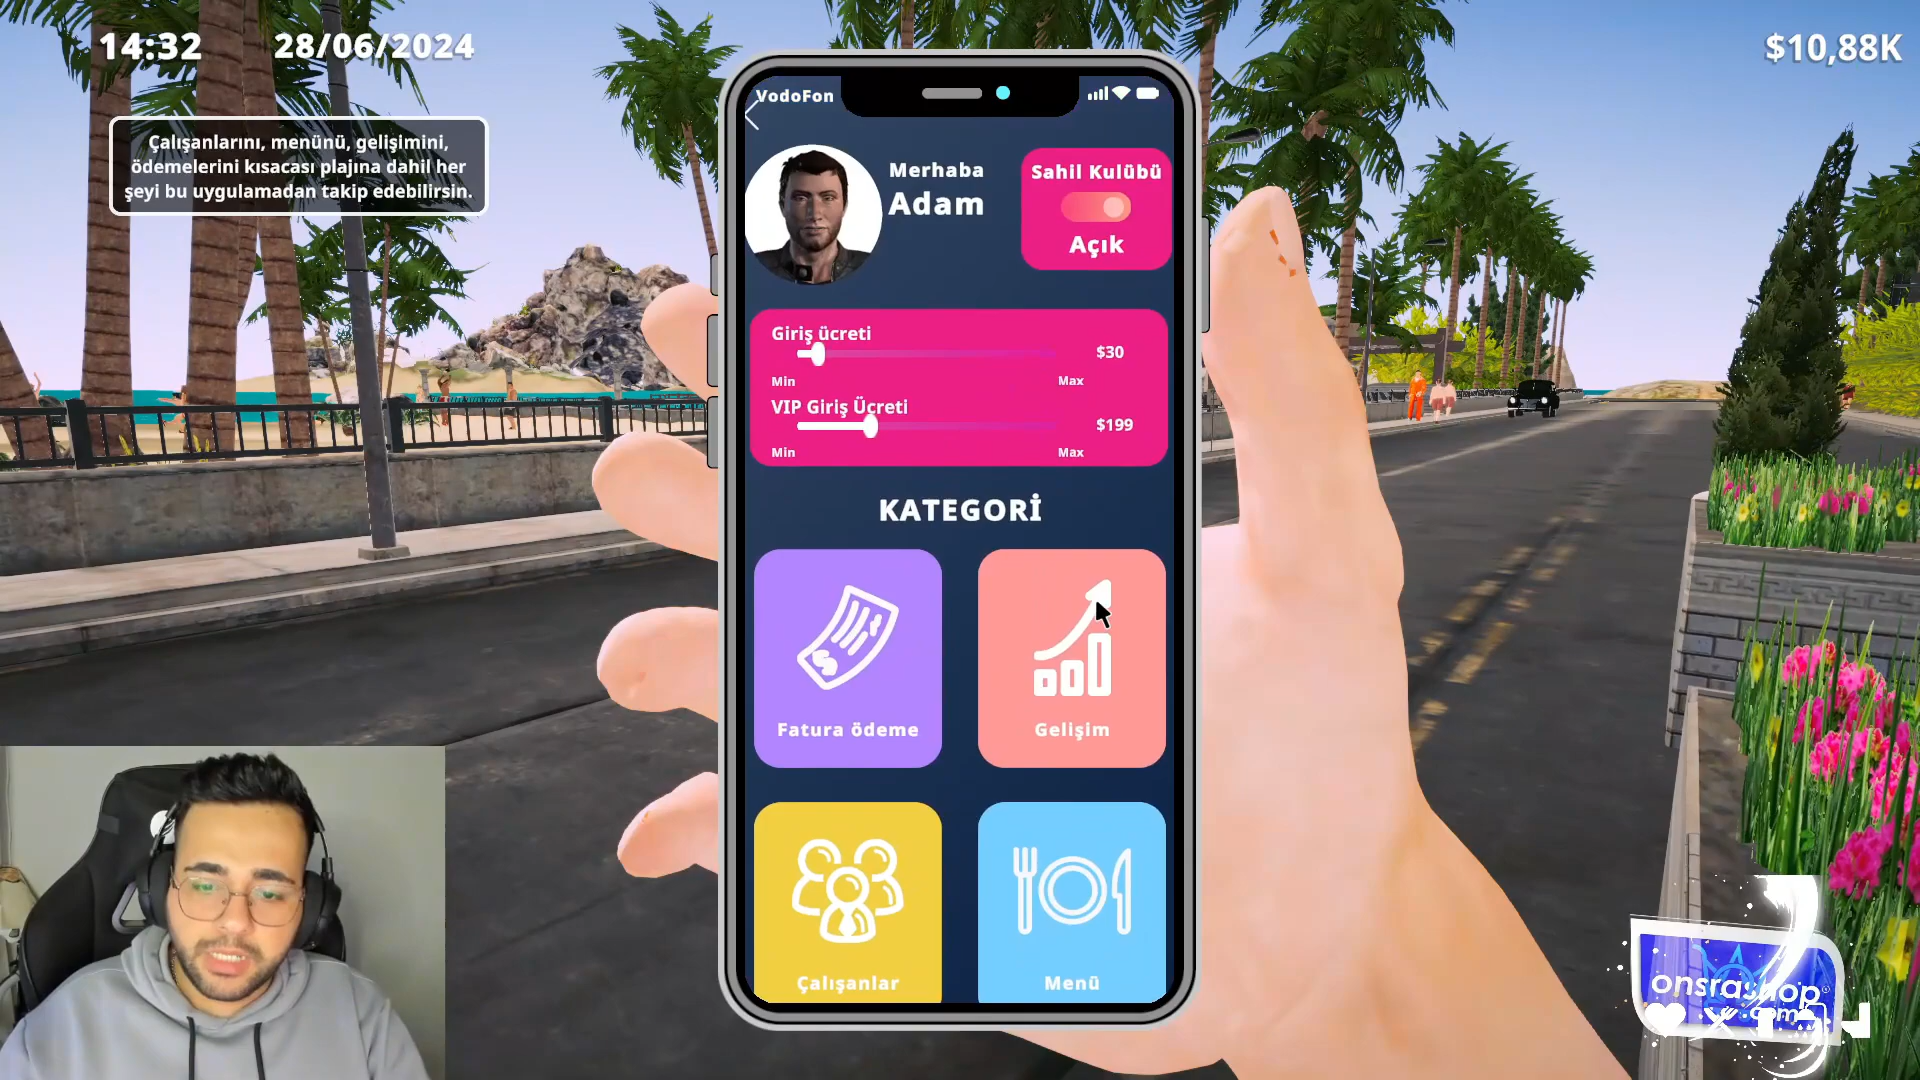 14:32 28/06/2024
$10,88K
Çalışanlarını, menünü, gelişimini,
ödemelerini kısacası plajına dahil her
şeyi bu uygulamadan takip edebilirsin.
VodoFon
Merhaba
Adam
Sahil Kulübü
Açık
Giriş ücreti
$30
Min Max
VIP Giriş Ücreti
$199
Min Max
KATEGORİ
Fatura ödeme
Gelişim
Çalışanlar
Menü
onsrashop
.com